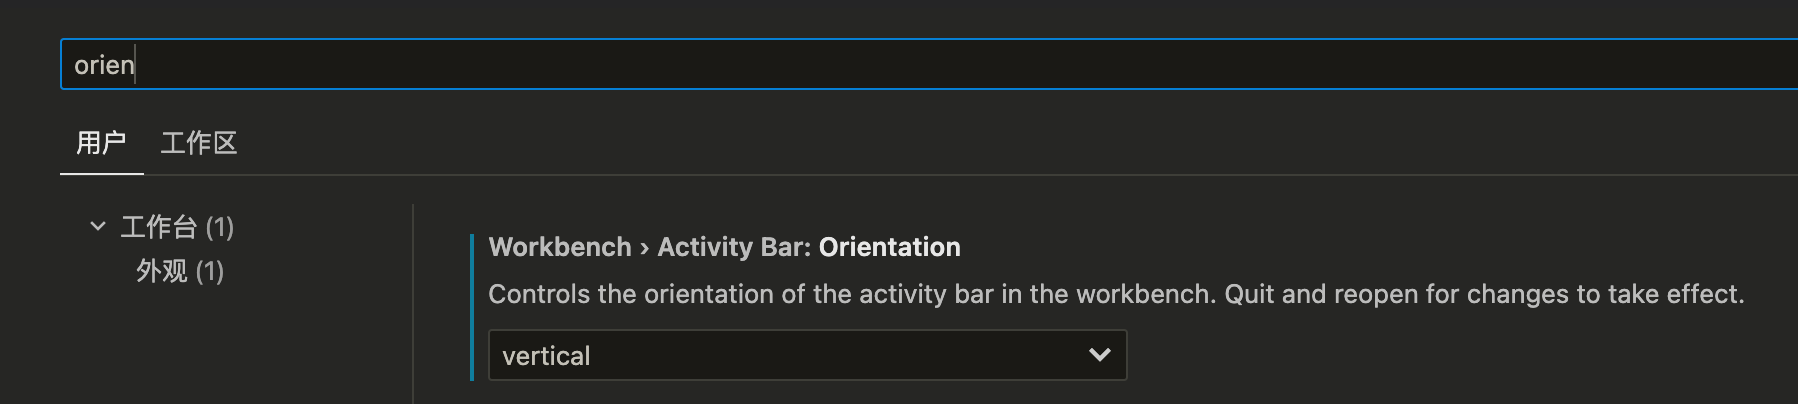 orien
用户 工作区
工作台 (1)
外观 (1)
Workbench › Activity Bar: Orientation
Controls the orientation of the activity bar in the workbench. Quit and reopen for changes to take effect.
vertical